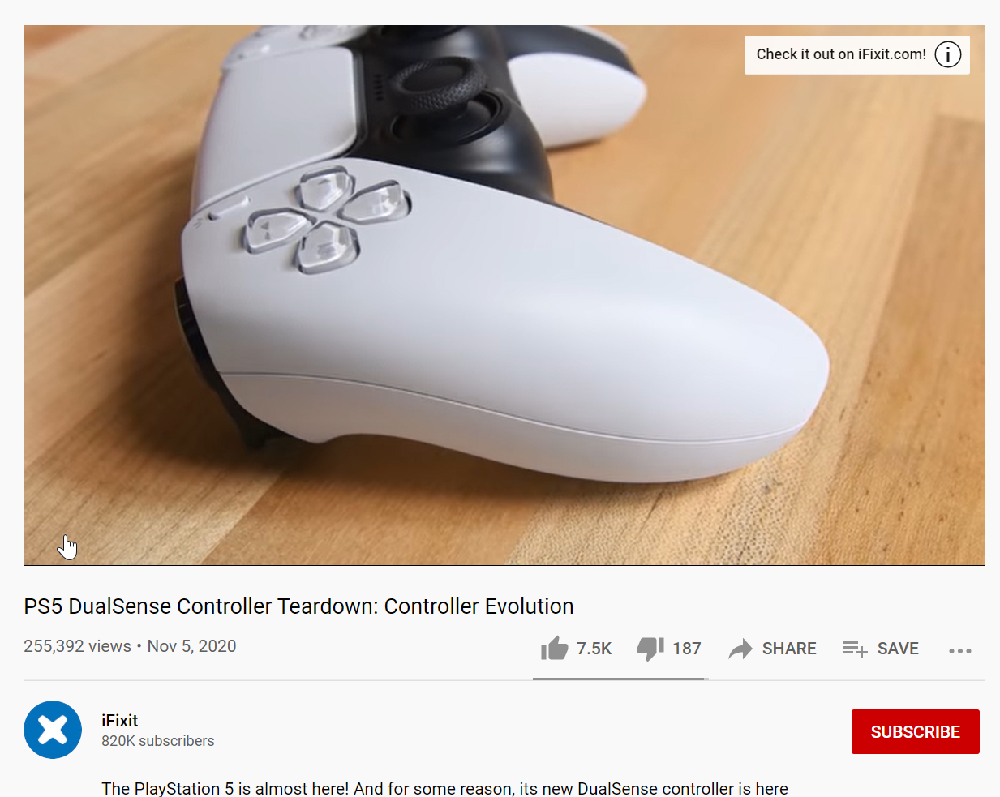 Check it out on iFixit.com!
PS5 DualSense Controller Teardown: Controller Evolution
255,392 views • Nov 5, 2020
7.5K 187 SHARE SAVE
iFixit
820K subscribers
SUBSCRIBE
The PlayStation 5 is almost here! And for some reason, its new DualSense controller is here